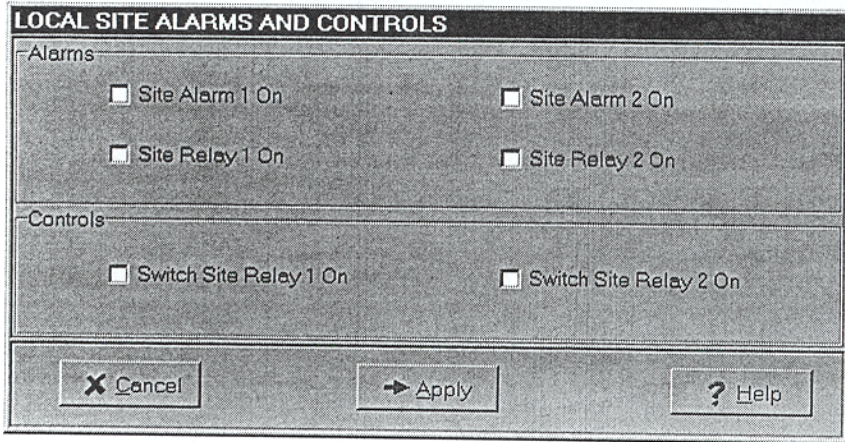 LOCAL SITE ALARMS AND CONTROLS
Alarms
Site Alarm 1 On
Site Alarm 2 On
Site Relay 1 On
Site Relay 2 On
Controls
Switch Site Relay 1 On
Switch Site Relay 2 On
Cancel
Apply
? Help